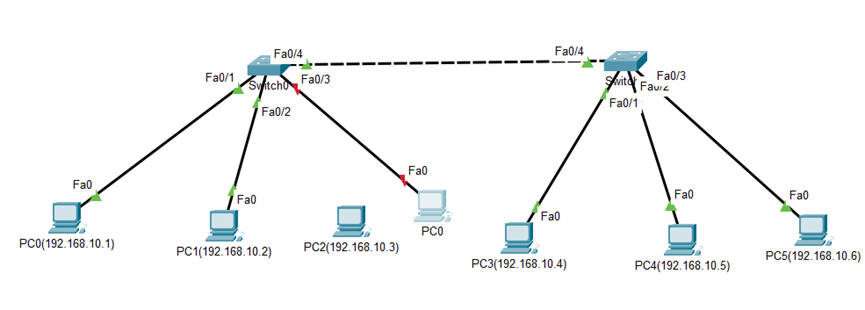 Fa0/4
Fa0/4
Fa0/1
Switch0
Fa0/3
Fa0/2
Switch
Fa0/3
Fa0/2
Fa0/1
Fa0
Fa0
Fa0
Fa0
Fa0
Fa0
PC0(192.168.10.1)
PC1(192.168.10.2)
PC2(192.168.10.3)
PC0
PC3(192.168.10.4)
PC4(192.168.10.5)
PC5(192.168.10.6)